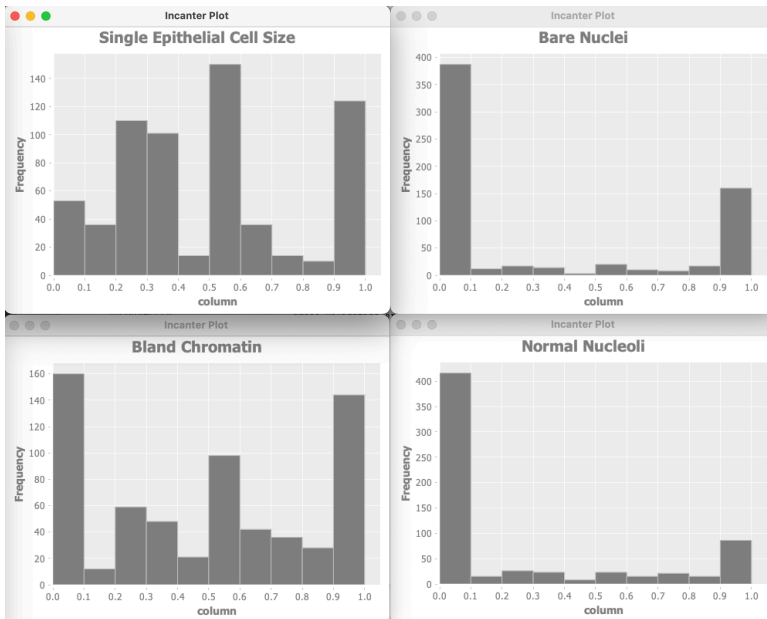 Incanter Plot
Single Epithelial Cell Size
140
120
100
80
60
40
20
0
Frequency
0.0 0.1 0.2 0.3 0.4 0.5 0.6 0.7 0.8 0.9 1.0
column
Incanter Plot
Bare Nuclei
400
350
300
250
200
150
100
50
0
Frequency
0.0 0.1 0.2 0.3 0.4 0.5 0.6 0.7 0.8 0.9 1.0
column
Incanter Plot
Bland Chromatin
160
140
120
100
80
60
40
20
0
Frequency
0.0 0.1 0.2 0.3 0.4 0.5 0.6 0.7 0.8 0.9 1.0
column
Incanter Plot
Normal Nucleoli
400
350
300
250
200
150
100
50
0
Frequency
0.0 0.1 0.2 0.3 0.4 0.5 0.6 0.7 0.8 0.9 1.0
column